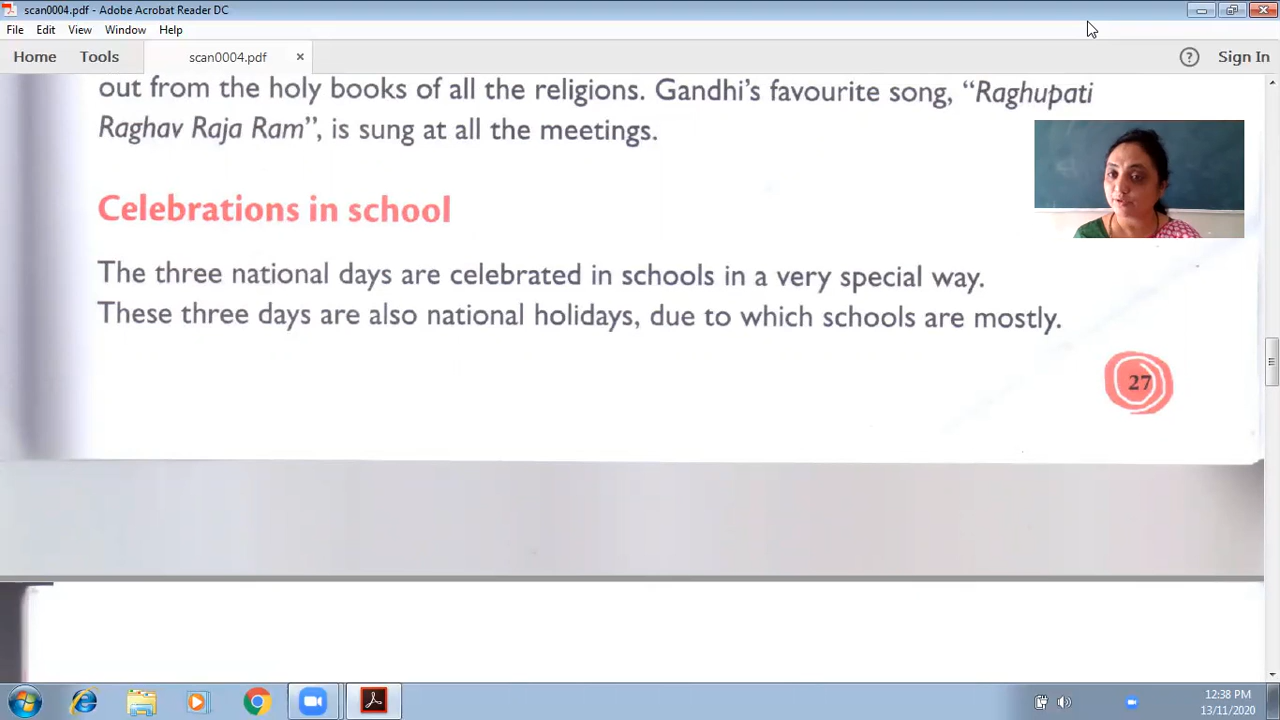 scan0004.pdf - Adobe Acrobat Reader DC
File Edit View Window Help
Home Tools scan0004.pdf × ? Sign In
out from the holy books of all the religions. Gandhi’s favourite song, “Raghupati
Raghav Raja Ram”, is sung at all the meetings.
Celebrations in school
The three national days are celebrated in schools in a very special way.
These three days are also national holidays, due to which schools are mostly.
27
12:38 PM
13/11/2020